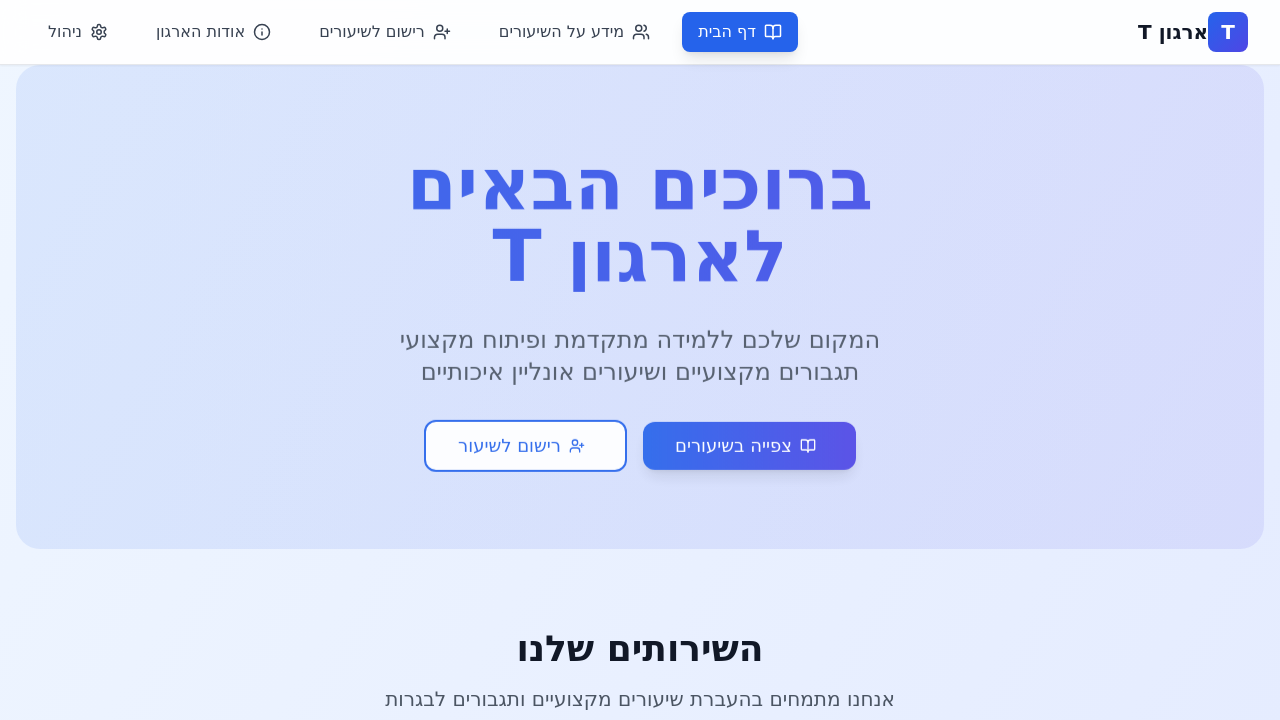 T
ארגון T
דף הבית
מידע על השיעורים
רישום לשיעורים
אודות הארגון
ניהול
ברוכים הבאים
לארגון T
המקום שלכם ללמידה מתקדמת ופיתוח מקצועי
תגבורים מקצועיים ושיעורים אונליין איכותיים
צפייה בשיעורים
רישום לשיעור
השירותים שלנו
אנחנו מתמחים בהעברת שיעורים מקצועיים ותגבורים לבגרות